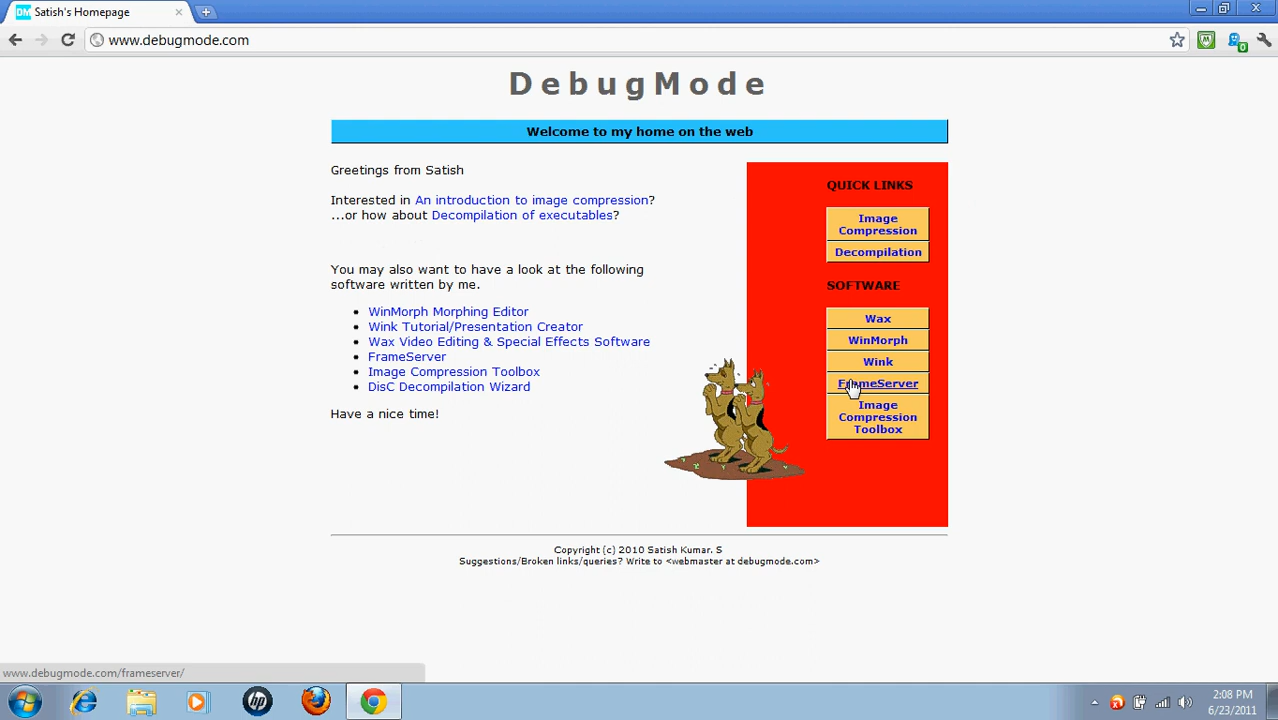 Satish's Homepage
www.debugmode.com
0
DebugMode
Welcome to my home on the web
Greetings from Satish
Interested in An introduction to image compression?
...or how about Decompilation of executables?
You may also want to have a look at the following
software written by me.
WinMorph Morphing Editor
Wink Tutorial/Presentation Creator
Wax Video Editing & Special Effects Software
FrameServer
Image Compression Toolbox
DisC Decompilation Wizard
Have a nice time!
QUICK LINKS
Image
Compression
Decompilation
SOFTWARE
Wax
WinMorph
Wink
FrameServer
Image
Compression
Toolbox
Copyright (c) 2010 Satish Kumar. S
Suggestions/Broken links/queries? Write to <webmaster at debugmode.com>
www.debugmode.com/frameserver/
hp
2:08 PM
6/23/2011